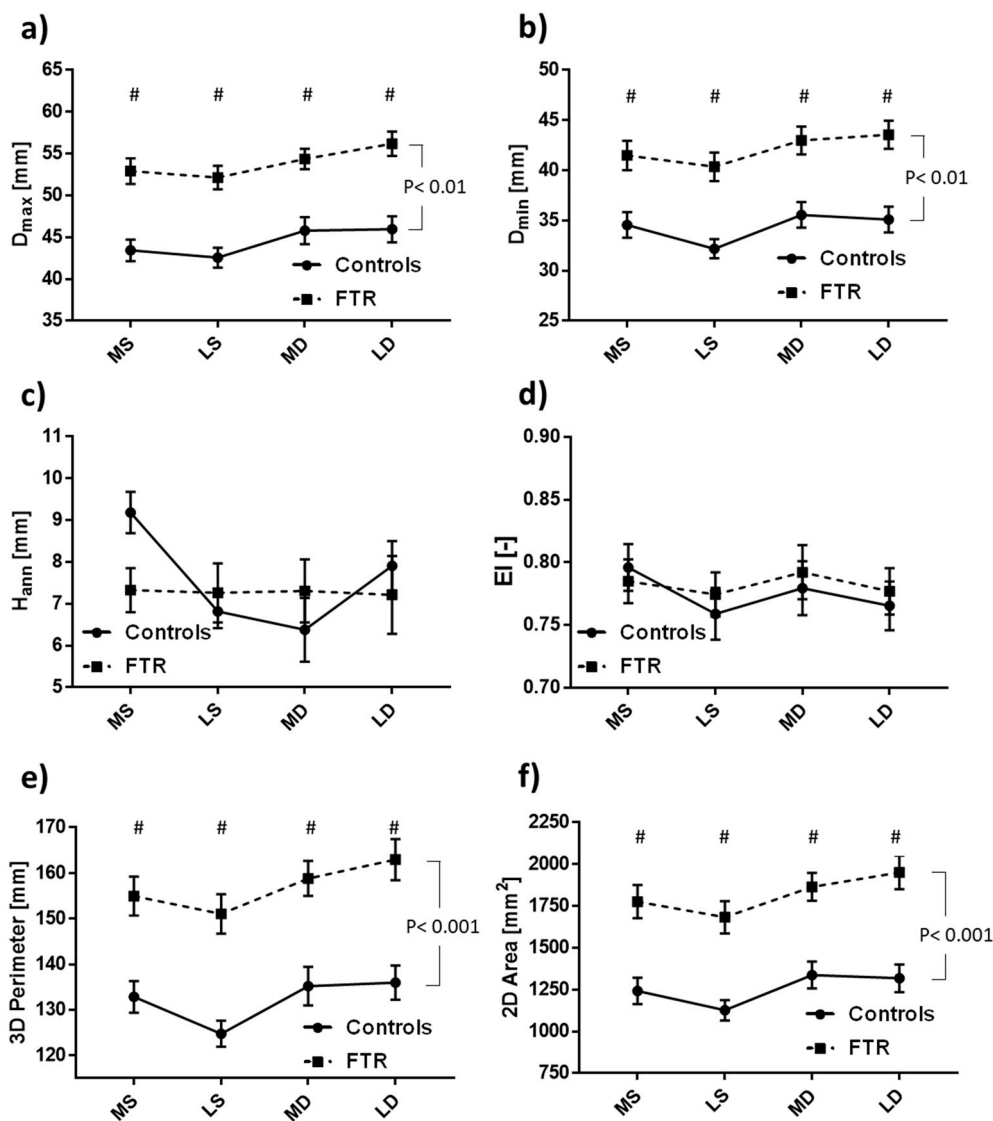 a)
65
60
55
50
45
40
35
D_max [mm]
# # # #
P< 0.01
Controls
FTR
MS LS MD LD
b)
50
45
40
35
30
25
D_min [mm]
# # # #
P< 0.01
Controls
FTR
MS LS MD LD
c)
11
10
9
8
7
6
5
H_ann [mm]
Controls
FTR
MS LS MD LD
d)
0.90
0.85
0.80
0.75
0.70
EI [-]
Controls
FTR
MS LS MD LD
e)
170
160
150
140
130
120
3D Perimeter [mm]
# # # #
P< 0.001
Controls
FTR
MS LS MD LD
f)
2250
2000
1750
1500
1250
1000
750
2D Area [mm²]
# # # #
P< 0.001
Controls
FTR
MS LS MD LD